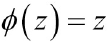 𝝓(z) = z